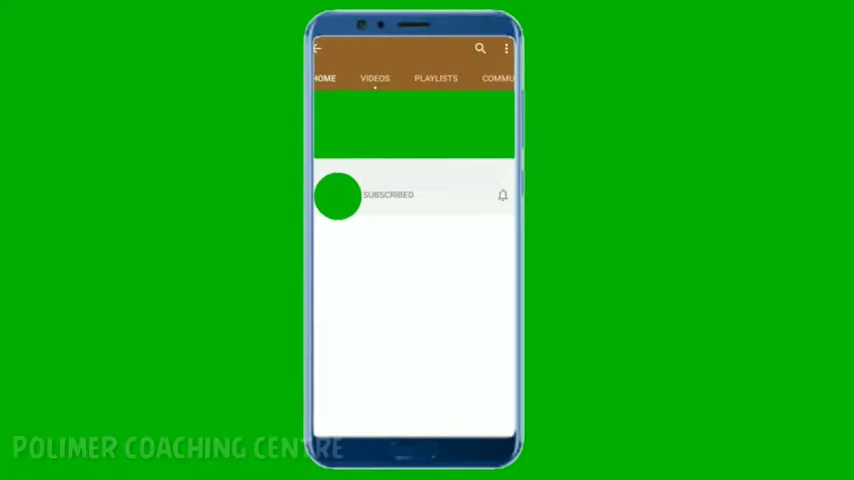 HOME VIDEOS PLAYLISTS COMMU
SUBSCRIBED
POLIMER COACHING CENTRE